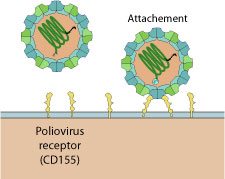 Attachement
Poliovirus
receptor
(CD155)